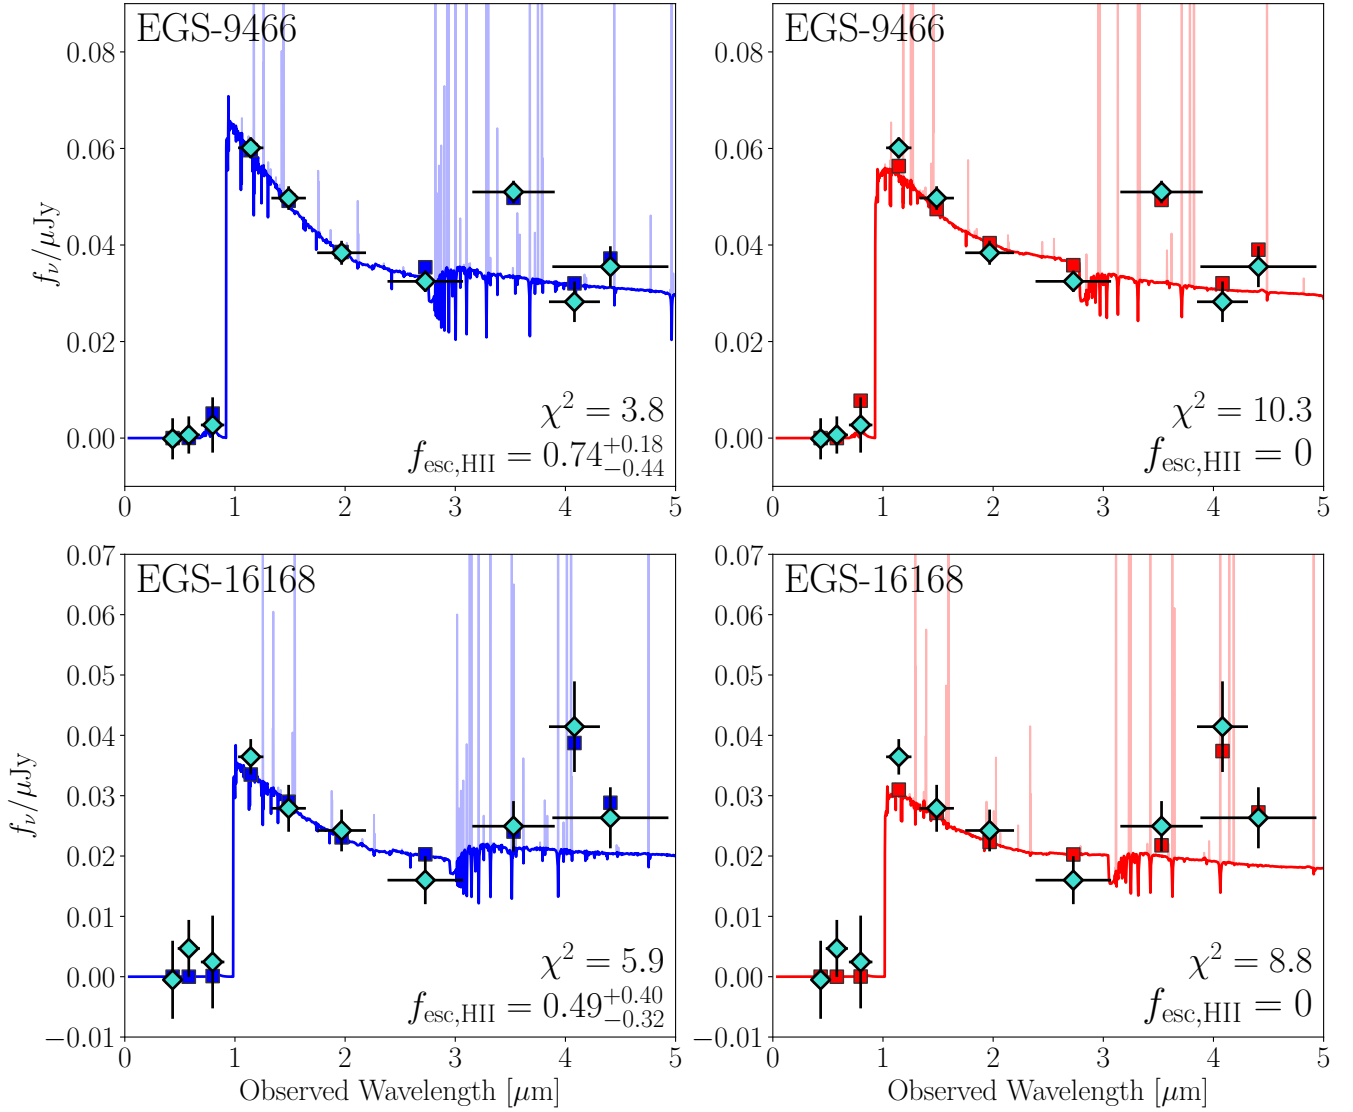 EGS-9466
EGS-9466
0.08
0.06
0.04
0.02
0.00
fν/μJy
χ² = 3.8
f_esc,HII = 0.74 +0.18 −0.44
0 1 2 3 4 5
0.08
0.06
0.04
0.02
0.00
χ² = 10.3
f_esc,HII = 0
0 1 2 3 4 5
EGS-16168
EGS-16168
0.07
0.06
0.05
0.04
0.03
0.02
0.01
0.00
−0.01
fν/μJy
χ² = 5.9
f_esc,HII = 0.49 +0.40 −0.32
0 1 2 3 4 5
Observed Wavelength [μm]
0.07
0.06
0.05
0.04
0.03
0.02
0.01
0.00
−0.01
χ² = 8.8
f_esc,HII = 0
0 1 2 3 4 5
Observed Wavelength [μm]